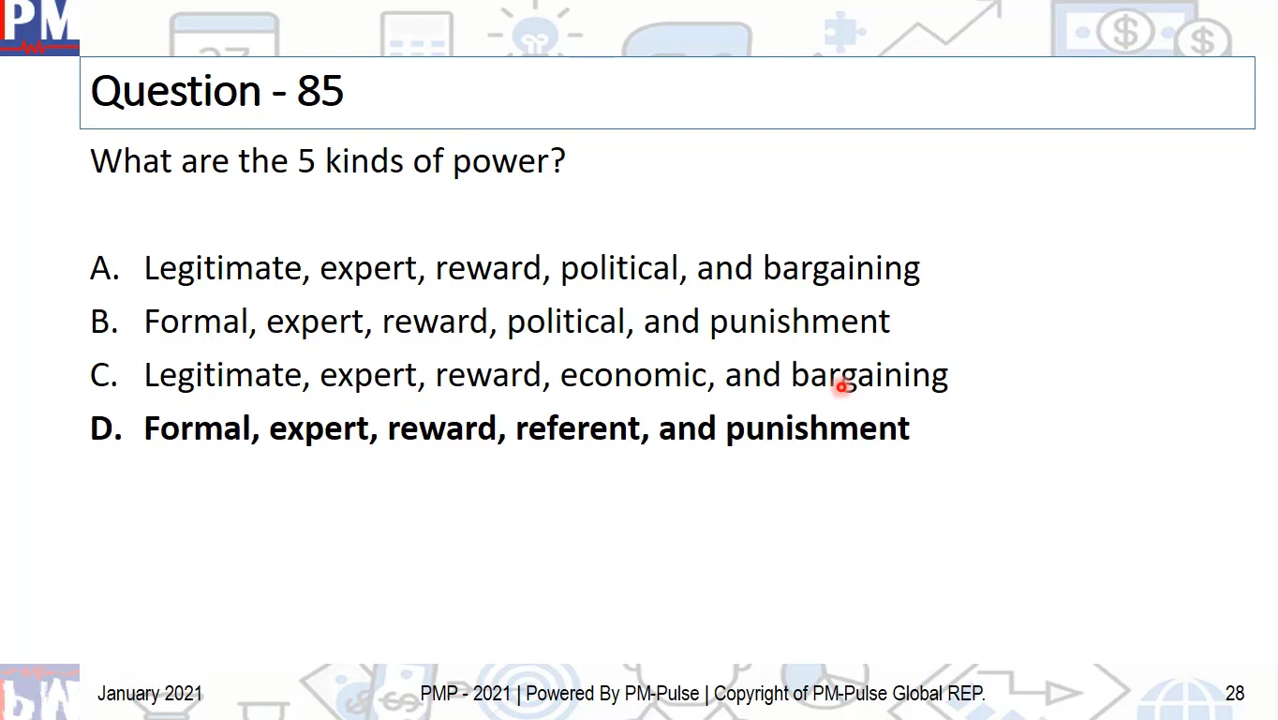 PM
27
Question - 85
What are the 5 kinds of power?
A. Legitimate, expert, reward, political, and bargaining
B. Formal, expert, reward, political, and punishment
C. Legitimate, expert, reward, economic, and bargaining
D. Formal, expert, reward, referent, and punishment
January 2021
PMP - 2021 | Powered By PM-Pulse | Copyright of PM-Pulse Global REP.
28